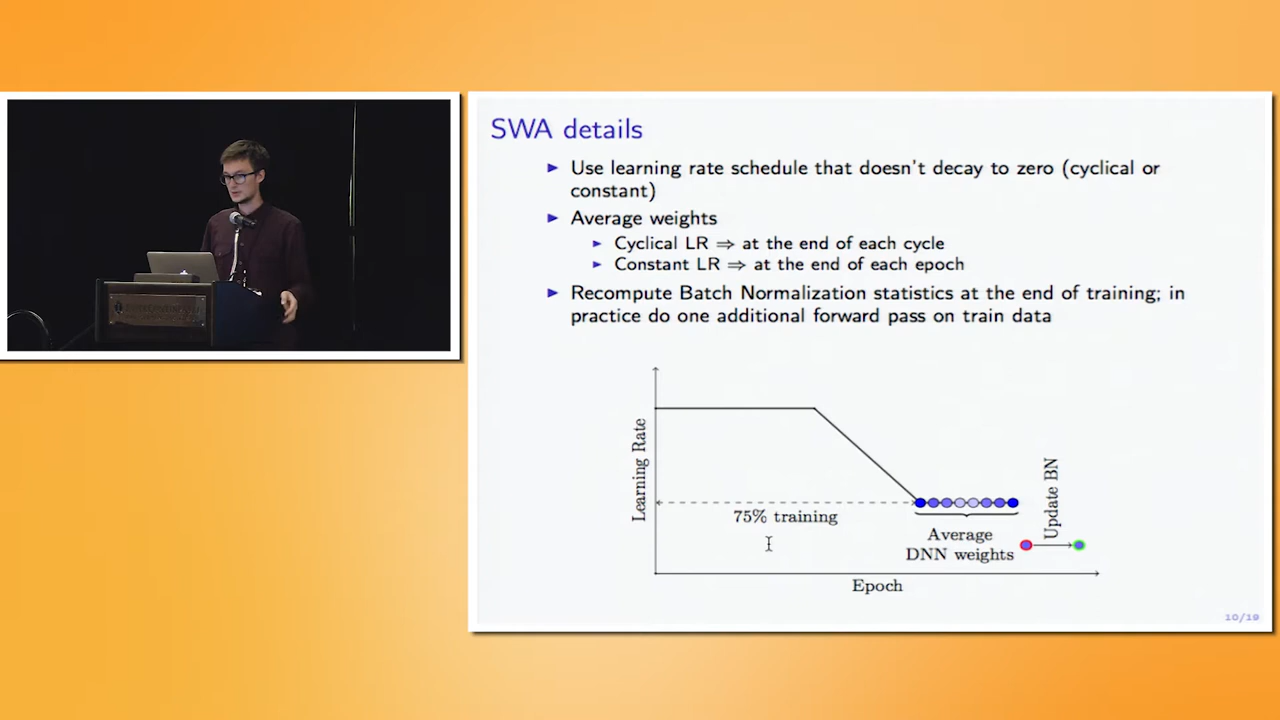 SWA details
Use learning rate schedule that doesn't decay to zero (cyclical or
constant)
Average weights
Cyclical LR ⇒ at the end of each cycle
Constant LR ⇒ at the end of each epoch
Recompute Batch Normalization statistics at the end of training; in
practice do one additional forward pass on train data
Learning Rate
75% training
Average
DNN weights
Update BN
Epoch
10/19